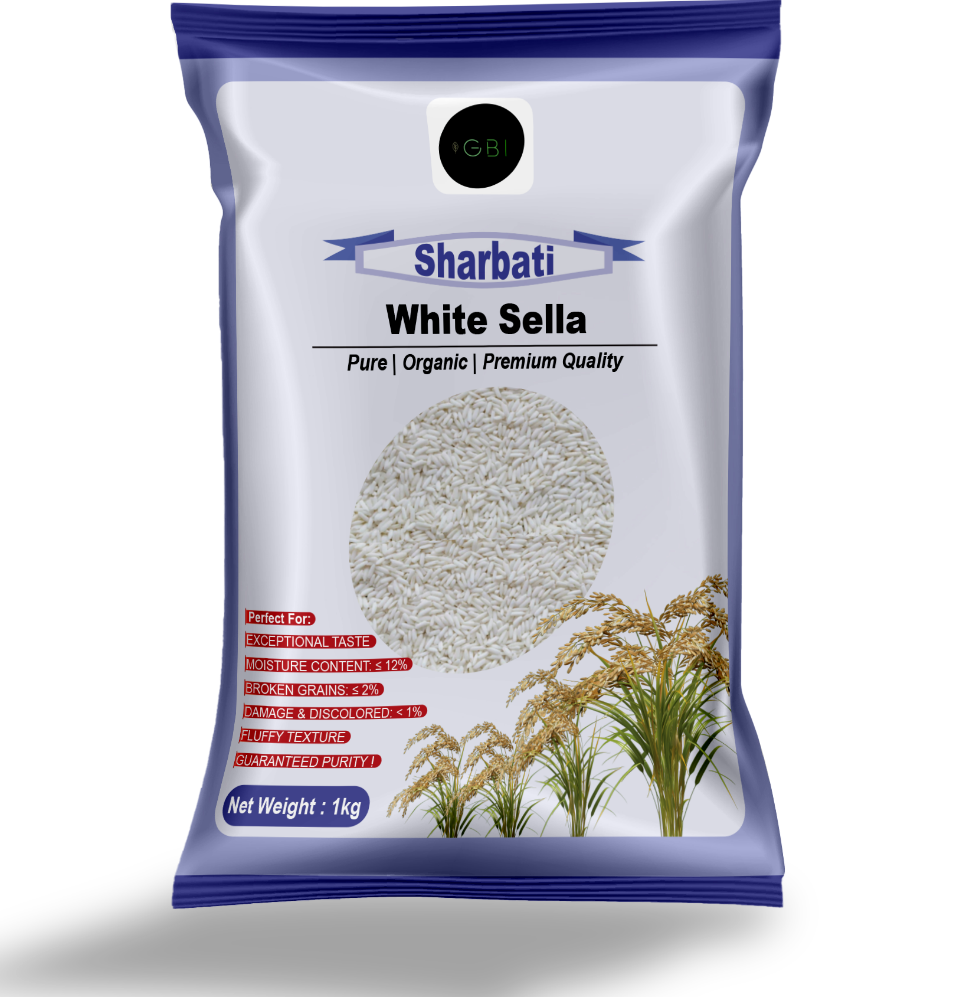 GBI
Sharbati
White Sella
Pure | Organic | Premium Quality
Perfect For:
EXCEPTIONAL TASTE
MOISTURE CONTENT: ≤ 12%
BROKEN GRAINS: ≤ 2%
DAMAGE & DISCOLORED: < 1%
FLUFFY TEXTURE
GUARANTEED PURITY !
Net Weight : 1kg